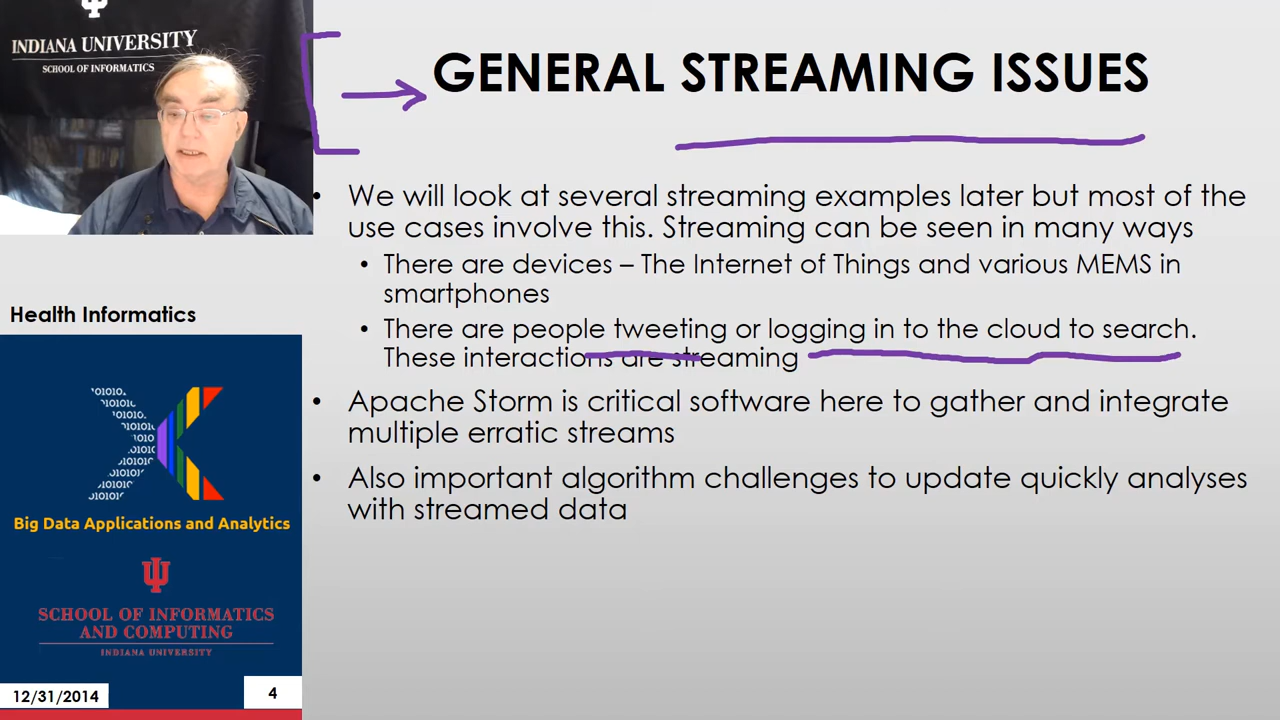 INDIANA UNIVERSITY
SCHOOL OF INFORMATICS
GENERAL STREAMING ISSUES
• We will look at several streaming examples later but most of the
use cases involve this. Streaming can be seen in many ways
• There are devices – The Internet of Things and various MEMS in
smartphones
• There are people tweeting or logging in to the cloud to search.
These interactions are streaming
• Apache Storm is critical software here to gather and integrate
multiple erratic streams
• Also important algorithm challenges to update quickly analyses
with streamed data
Health Informatics
Big Data Applications and Analytics
SCHOOL OF INFORMATICS
AND COMPUTING
INDIANA UNIVERSITY
12/31/2014
4